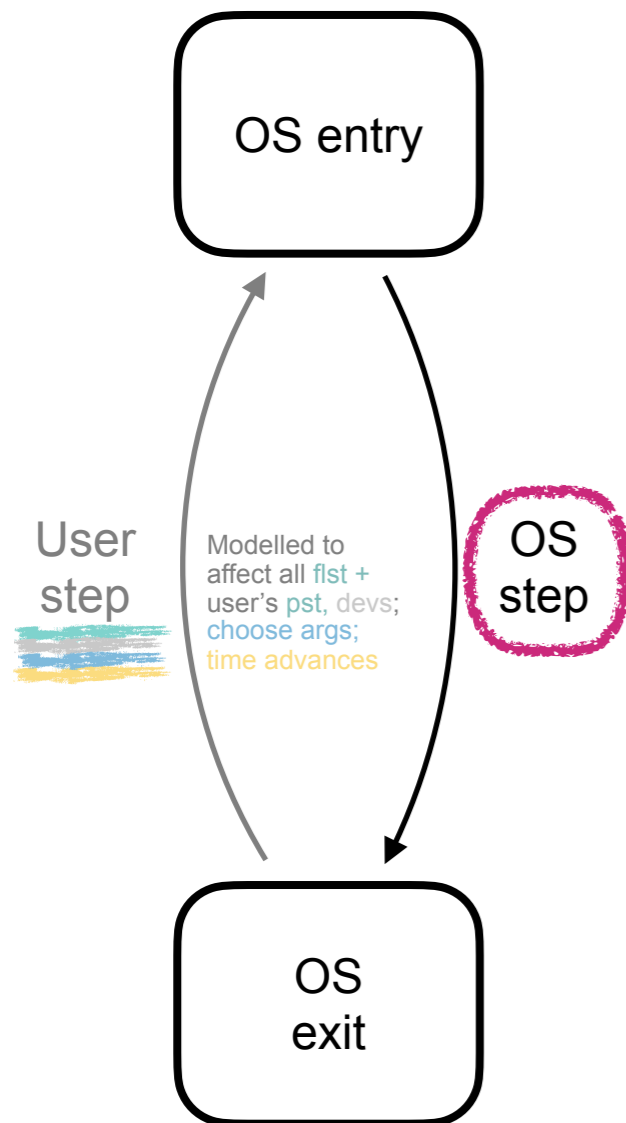 OS entry
User
step
Modelled to
affect all flst +
user's pst, devs;
choose args;
time advances
OS
step
OS
exit